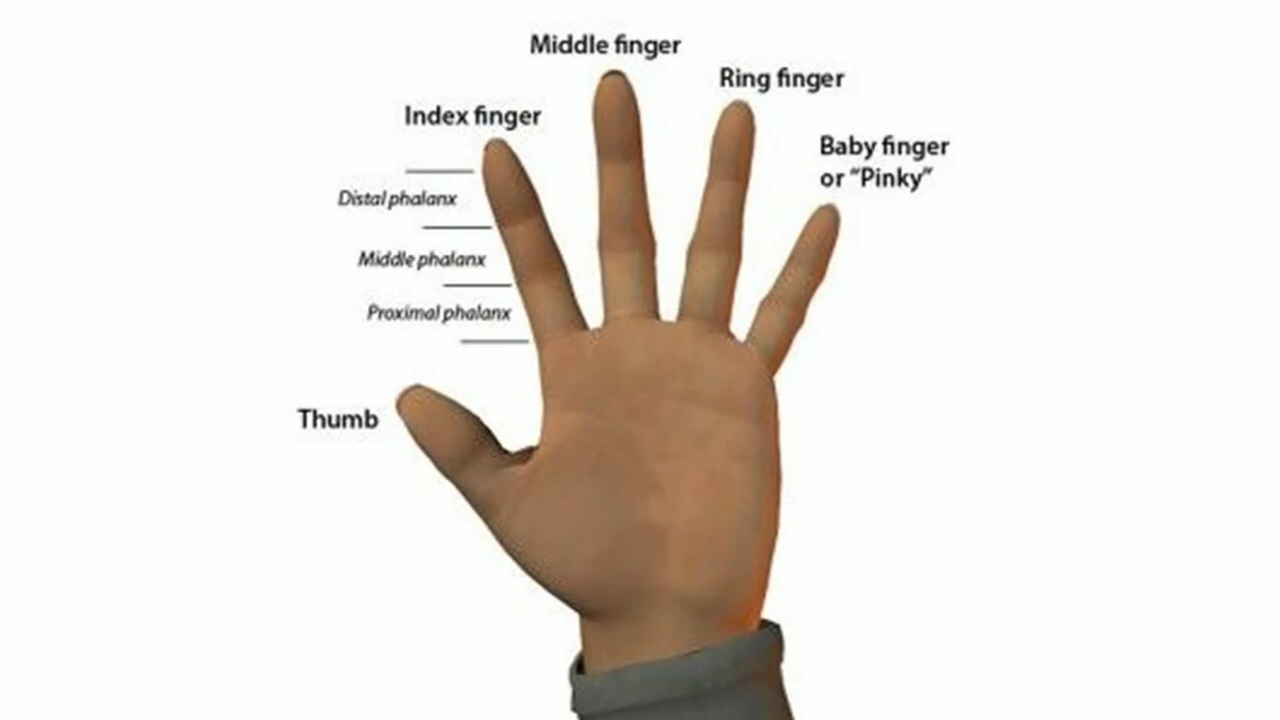 Middle finger
Ring finger
Index finger
Baby finger
or “Pinky”
Distal phalanx
Middle phalanx
Proximal phalanx
Thumb